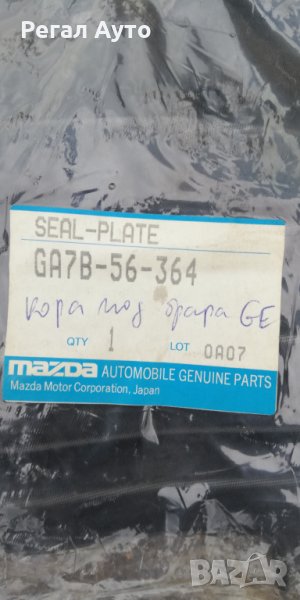 Регал Ауто
SEAL-PLATE
GA7B-56-364
кора под GE
QTY 1 LOT 0A07
mazda AUTOMOBILE GENUINE PARTS
Mazda Motor Corporation, Japan
BAZAR